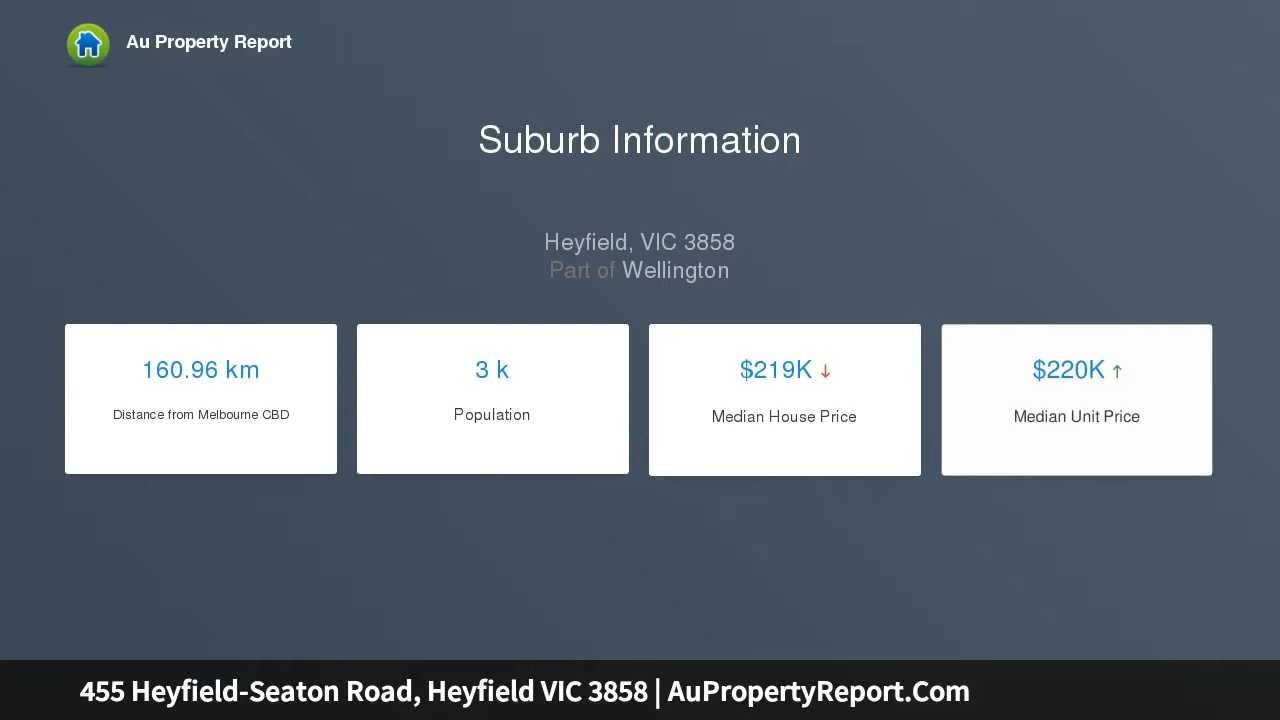 Au Property Report
Suburb Information
Heyfield, VIC 3858
Part of Wellington
160.96 km
Distance from Melbourne CBD
3 k
Population
$219K ↓
Median House Price
$220K ↑
Median Unit Price
455 Heyfield-Seaton Road, Heyfield VIC 3858 | AuPropertyReport.Com